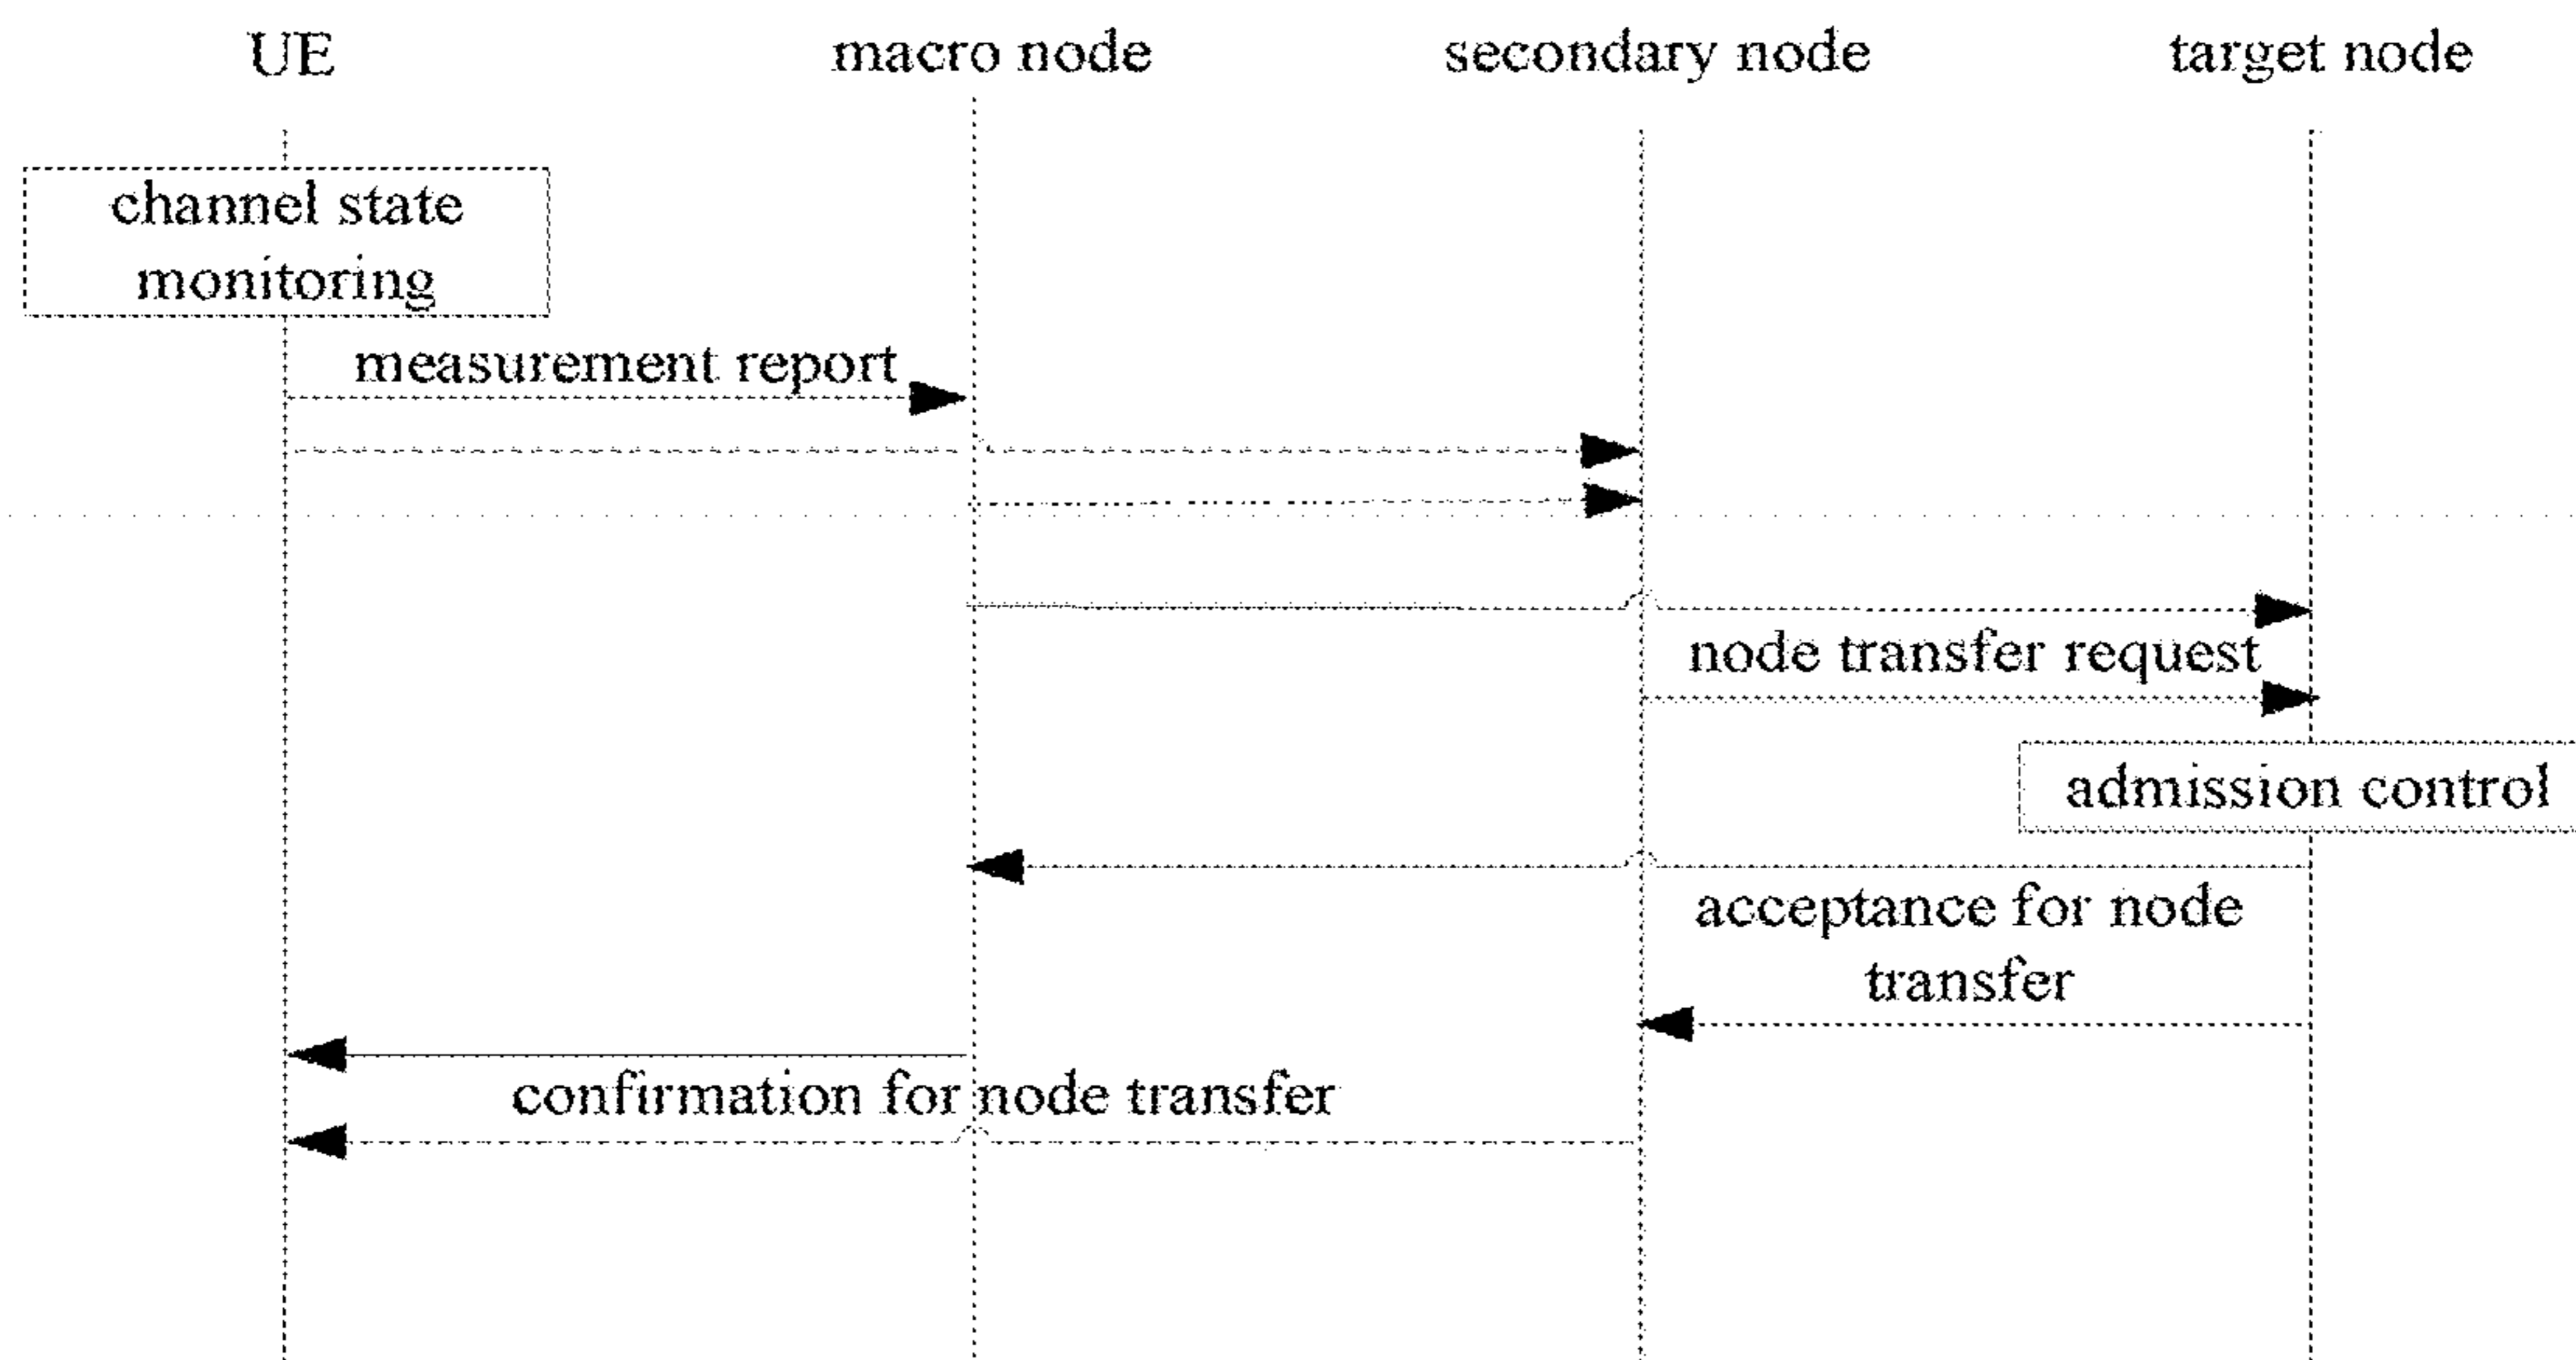 UE
macro node
secondary node
target node
channel state
monitoring
measurement report
node transfer request
admission control
acceptance for node
transfer
confirmation for node transfer